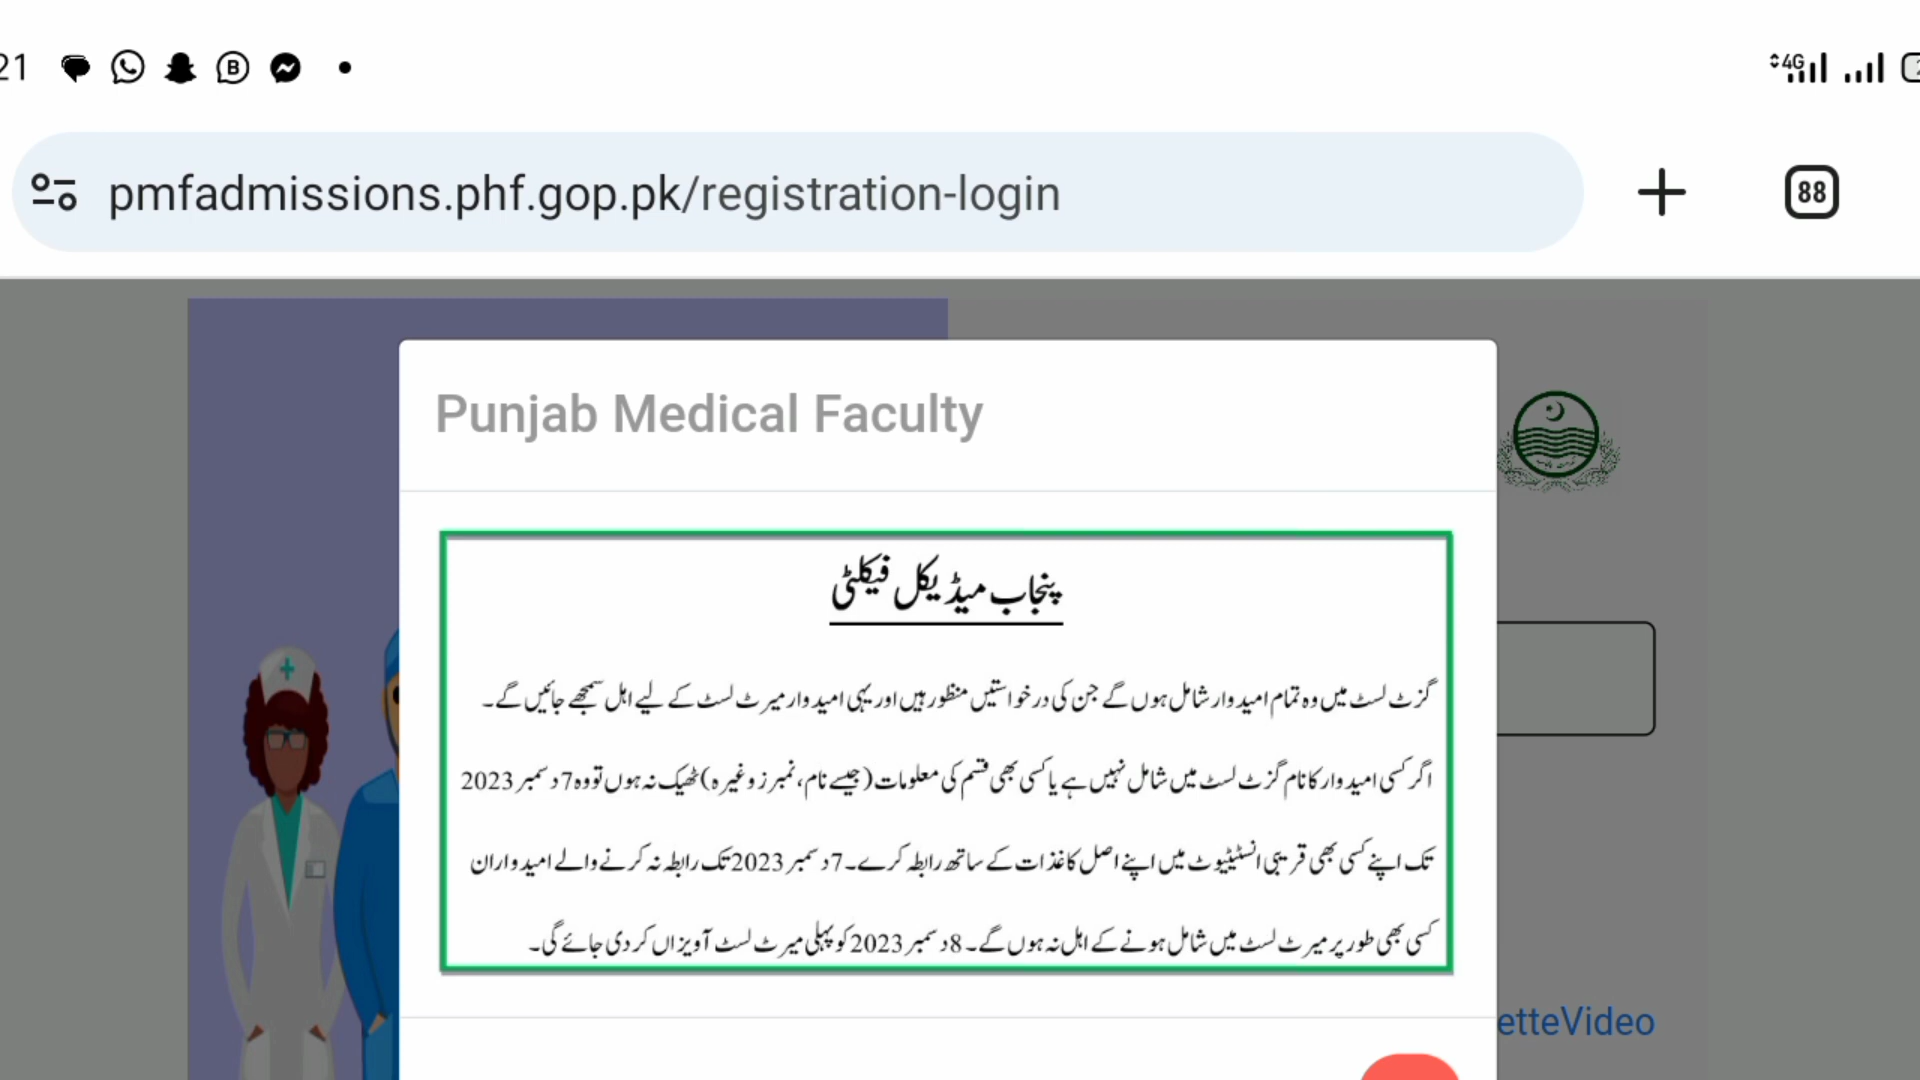 21
4G
pmfadmissions.phf.gop.pk/registration-login
88
Punjab Medical Faculty
پنجاب میڈیکل فیکلٹی
گزٹ لسٹ میں وہ تمام امیدوار شامل ہوں گے جن کی درخواستیں منظور ہیں اور یہی امیدوار میرٹ لسٹ کے لیے اہل سمجھے جائیں گے۔
اگر کسی امیدوار کا نام گزٹ لسٹ میں شامل نہیں ہے یا کسی بھی قسم کی معلومات (جیسے نام، نمبرز وغیرہ) ٹھیک نہ ہوں تو وہ 7 دسمبر 2023
تک اپنے کسی بھی قریبی انسٹیٹیوٹ میں اپنے اصل کاغذات کے ساتھ رابطہ کرے۔ 7 دسمبر 2023 تک رابطہ نہ کرنے والے امیدواران
کسی بھی طور پر میرٹ لسٹ میں شامل ہونے کے اہل نہ ہوں گے۔ 8 دسمبر 2023 کو پہلی میرٹ لسٹ آویزاں کر دی جائے گی۔
etteVideo